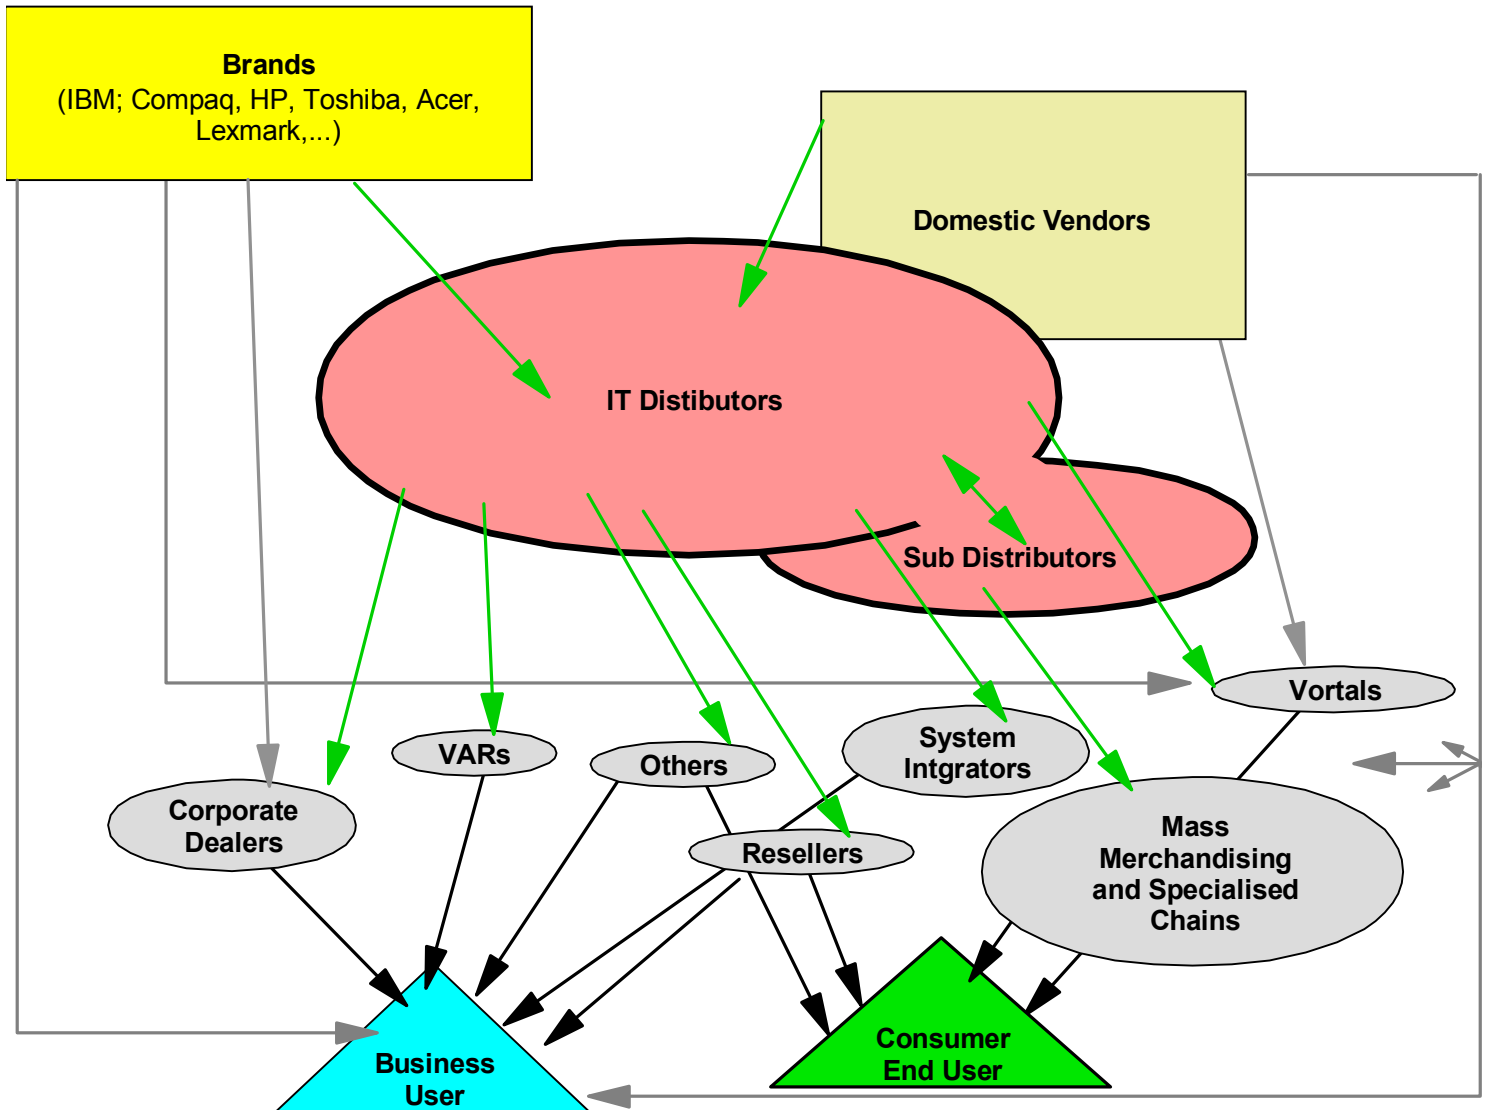 Brands
(IBM; Compaq, HP, Toshiba, Acer,
Lexmark,...)
Domestic Vendors
IT Distibutors
Sub Distributors
Vortals
VARs
Others
System
Intgrators
Corporate
Dealers
Resellers
Mass
Merchandising
and Specialised
Chains
Consumer
End User
Business
User